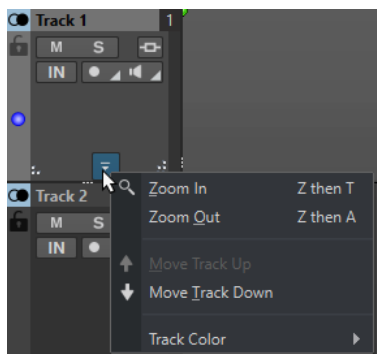 Track 1 1
M S
IN
Track 2
M S
IN
Zoom In Z then T
Zoom Out Z then A
Move Track Up
Move Track Down
Track Color